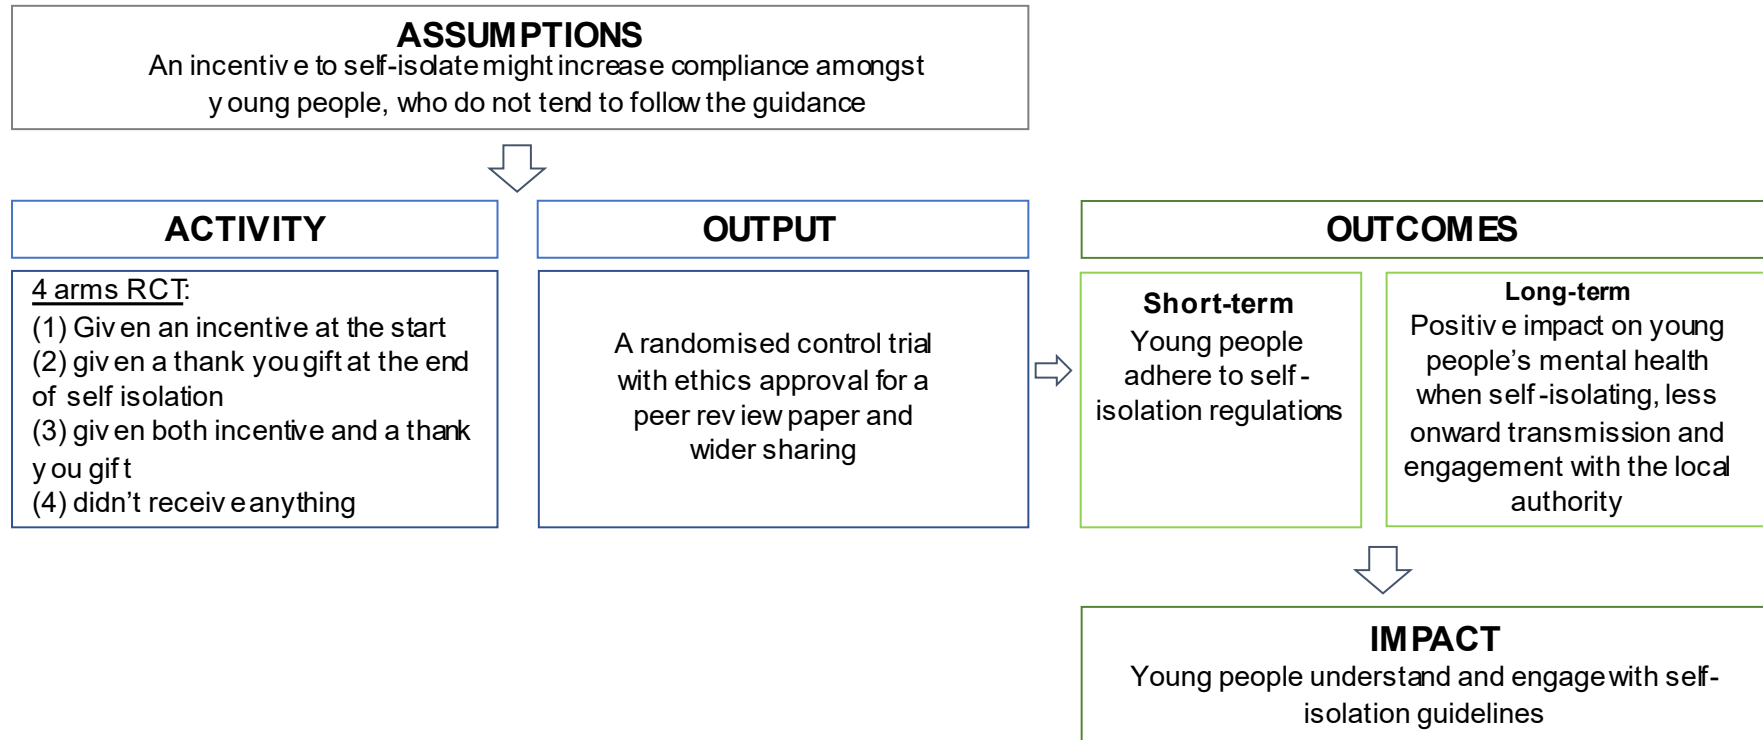 ASSUMPTIONS
An incentive to self-isolate might increase compliance amongst
young people, who do not tend to follow the guidance
ACTIVITY
4 arms RCT:
(1) Given an incentive at the start
(2) given a thank you gift at the end
of self isolation
(3) given both incentive and a thank
you gift
(4) didn't receive anything
OUTPUT
A randomised control trial
with ethics approval for a
peer review paper and
wider sharing
OUTCOMES
Short-term
Young people
adhere to self-
isolation regulations
Long-term
Positive impact on young
people's mental health
when self-isolating, less
onward transmission and
engagement with the local
authority
IMPACT
Young people understand and engage with self-
isolation guidelines